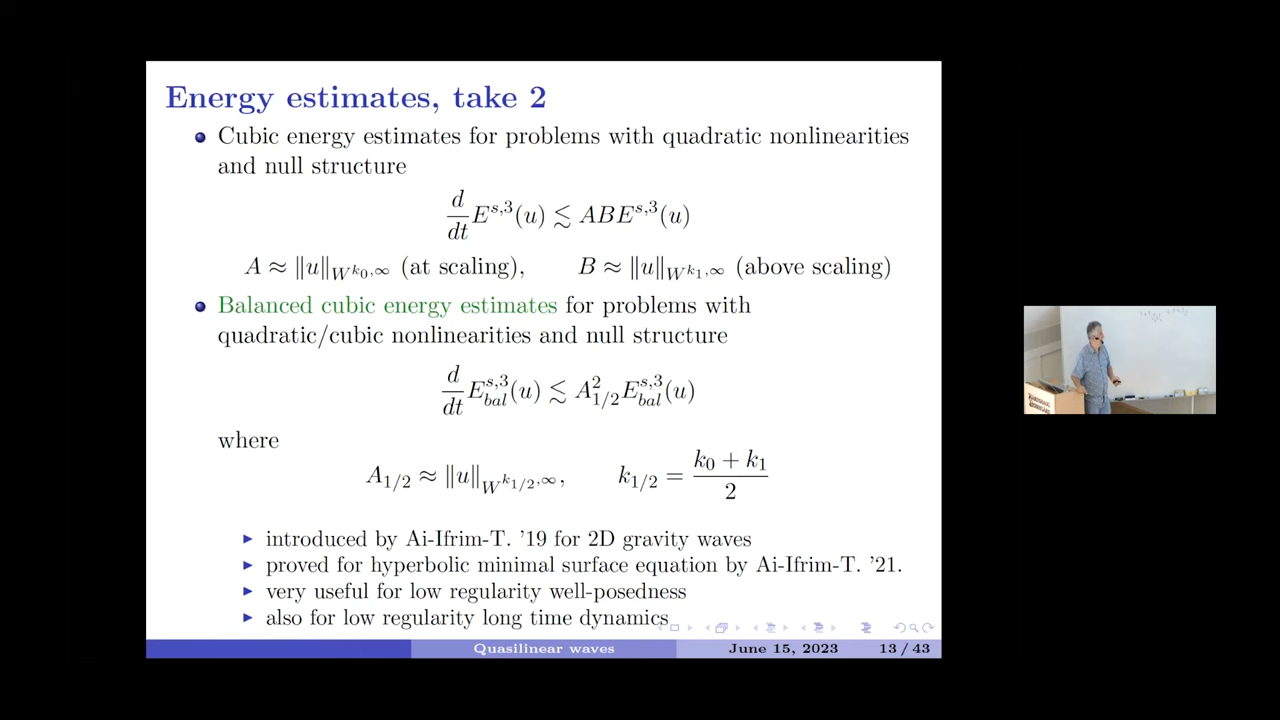 Energy estimates, take 2
Cubic energy estimates for problems with quadratic nonlinearities
and null structure
d/dt E^{s,3}(u) ≲ ABE^{s,3}(u)
A ≈ ‖u‖_{W^{k_0,∞}} (at scaling), B ≈ ‖u‖_{W^{k_1,∞}} (above scaling)
Balanced cubic energy estimates for problems with
quadratic/cubic nonlinearities and null structure
d/dt E^{s,3}_{bal}(u) ≲ A^2_{1/2} E^{s,3}_{bal}(u)
where
A_{1/2} ≈ ‖u‖_{W^{k_{1/2},∞}}, k_{1/2} = (k_0 + k_1)/2
introduced by Ai-Ifrim-T. '19 for 2D gravity waves
proved for hyperbolic minimal surface equation by Ai-Ifrim-T. '21.
very useful for low regularity well-posedness
also for low regularity long time dynamics
Quasilinear waves June 15, 2023 13 / 43